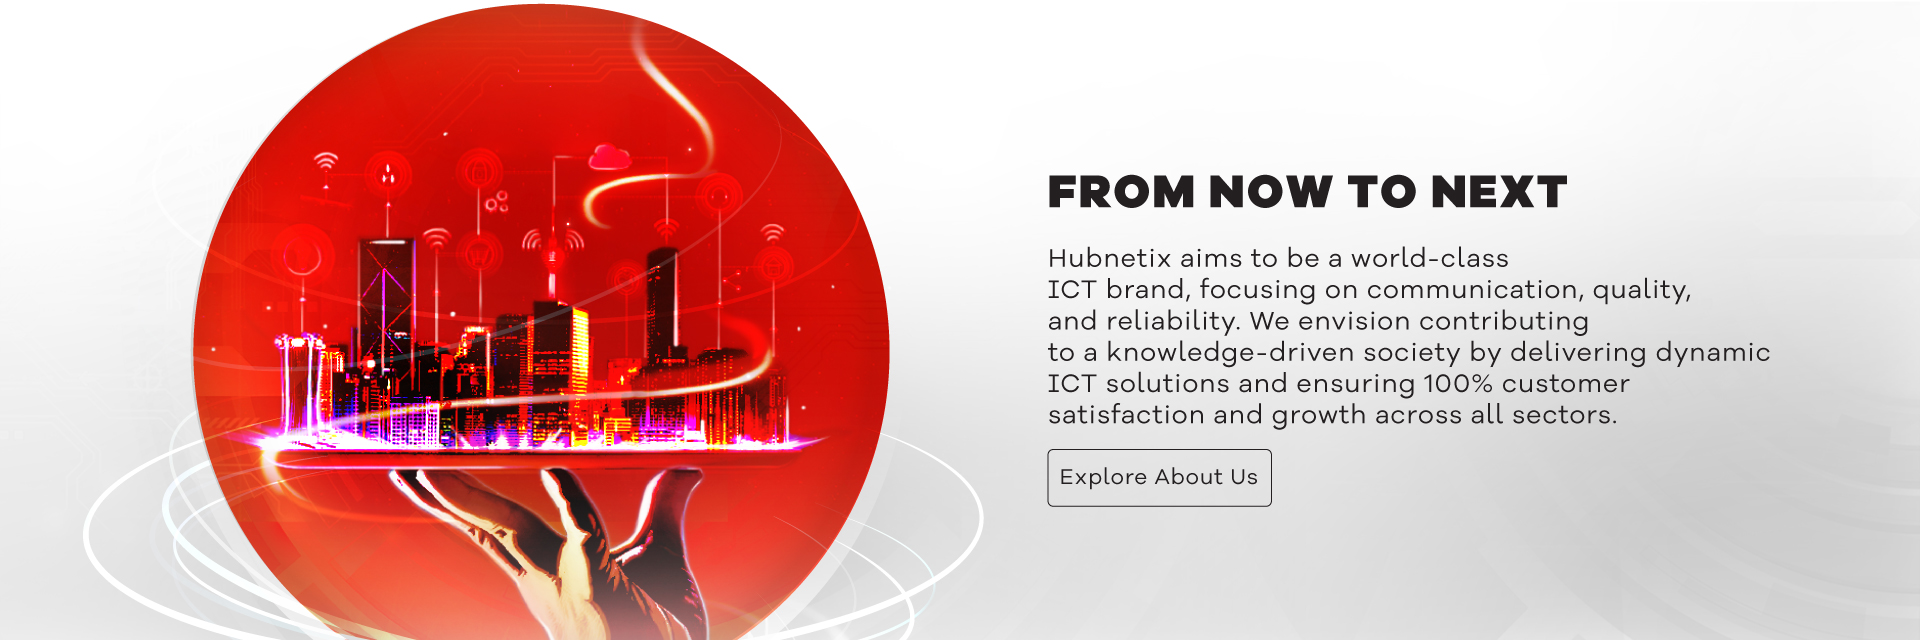 FROM NOW TO NEXT
Hubnetix aims to be a world-class
ICT brand, focusing on communication, quality,
and reliability. We envision contributing
to a knowledge-driven society by delivering dynamic
ICT solutions and ensuring 100% customer
satisfaction and growth across all sectors.
Explore About Us